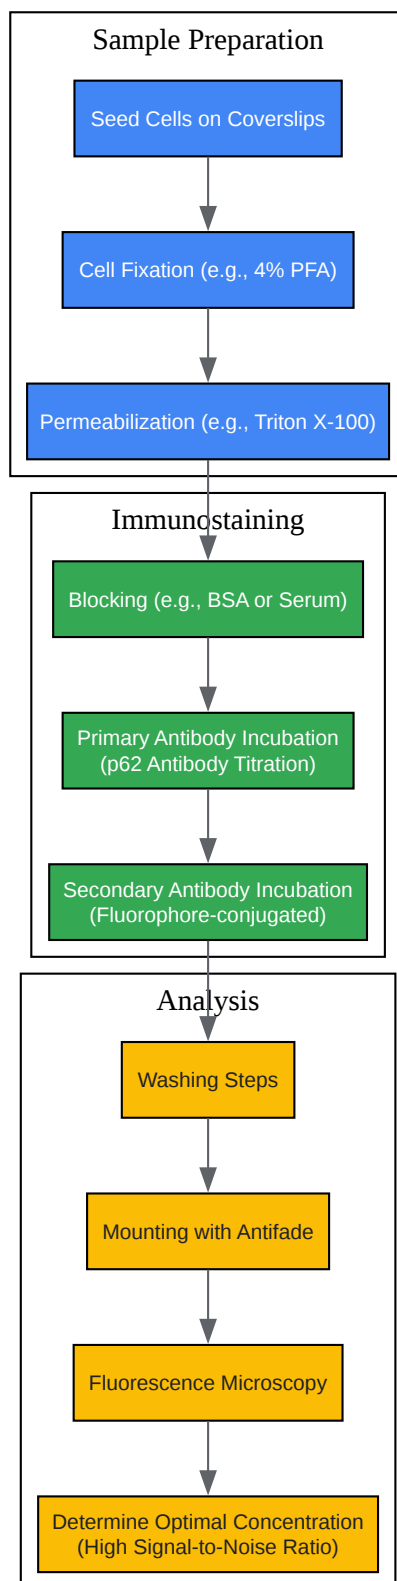 Sample Preparation
Seed Cells on Coverslips
Cell Fixation (e.g., 4% PFA)
Permeabilization (e.g., Triton X-100)
Immunostaining
Blocking (e.g., BSA or Serum)
Primary Antibody Incubation
(p62 Antibody Titration)
Secondary Antibody Incubation
(Fluorophore-conjugated)
Analysis
Washing Steps
Mounting with Antifade
Fluorescence Microscopy
Determine Optimal Concentration
(High Signal-to-Noise Ratio)